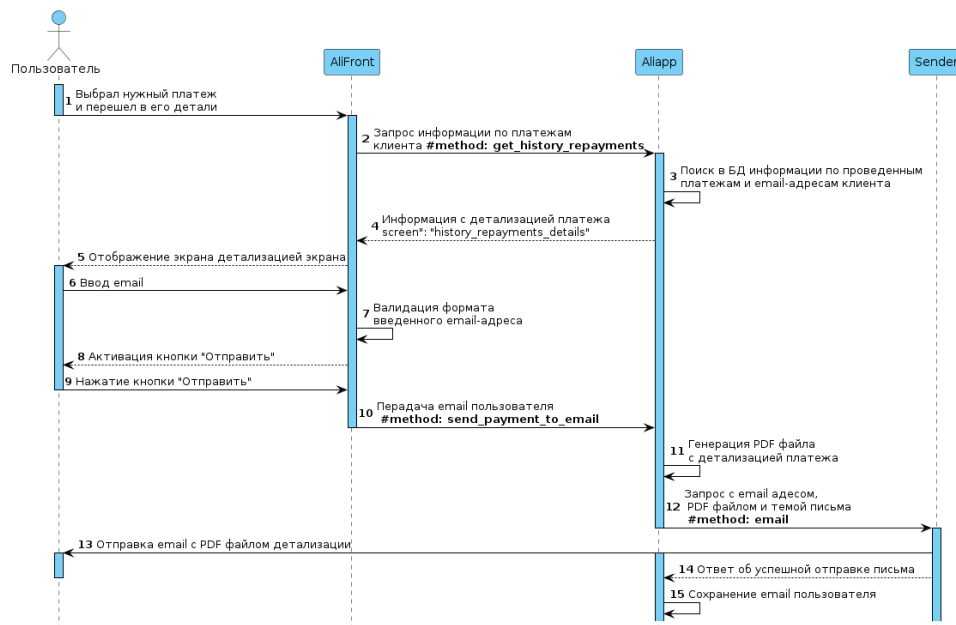 Пользователь
AliFront
Aliapp
Sender
1 Выбрал нужный платеж
и перешел в его детали
2 Запрос информации по платежам
клиента #method: get_history_repayments
3 Поиск в БД информации по проведенным
платежам и email-адресам клиента
4 Информация с детализацией платежа
screen": "history_repayments_details"
5 Отображение экрана детализацией экрана
6 Ввод email
7 Валидация формата
введенного email-адреса
8 Активация кнопки "Отправить"
9 Нажатие кнопки "Отправить"
10 Перадача email пользователя
#method: send_payment_to_email
11 Генерация PDF файла
с детализацией платежа
12 Запрос с email адесом,
PDF файлом и темой письма
#method: email
13 Отправка email с PDF файлом детализации
14 Ответ об успешной отправке письма
15 Сохранение email пользователя